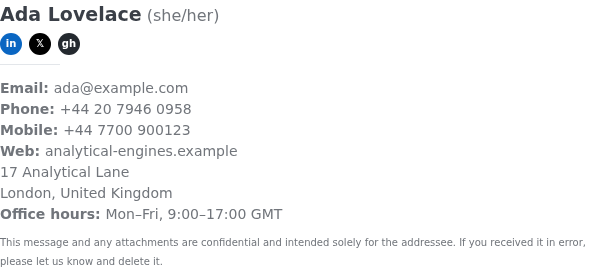 Ada Lovelace (she/her)
in 𝕏 gh
Email: ada@example.com
Phone: +44 20 7946 0958
Mobile: +44 7700 900123
Web: analytical-engines.example
17 Analytical Lane
London, United Kingdom
Office hours: Mon–Fri, 9:00–17:00 GMT
This message and any attachments are confidential and intended solely for the addressee. If you received it in error,
please let us know and delete it.